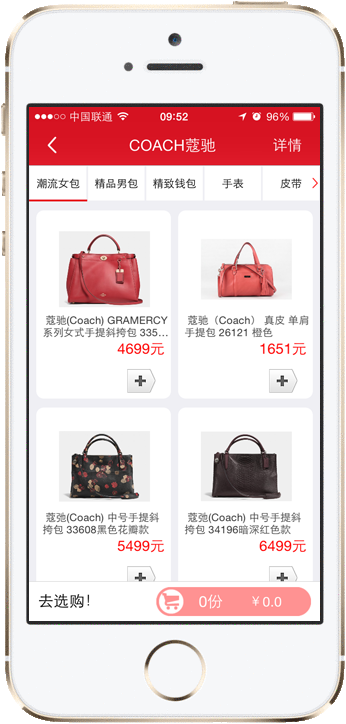 中国联通 09:52 96%
COACH蔻驰 详情
潮流女包 精品男包 精致钱包 手表 皮带
蔻驰(Coach) GRAMERCY
系列女式手提斜挎包 335...
4699元
蔻驰（Coach） 真皮 单肩
手提包 26121 橙色
1651元
蔻弛(Coach) 中号手提斜
挎包 33608黑色花瓣款
5499元
蔻弛(Coach) 中号手提斜
挎包 34196暗深红色款
6499元
去选购! 0份 ￥0.0